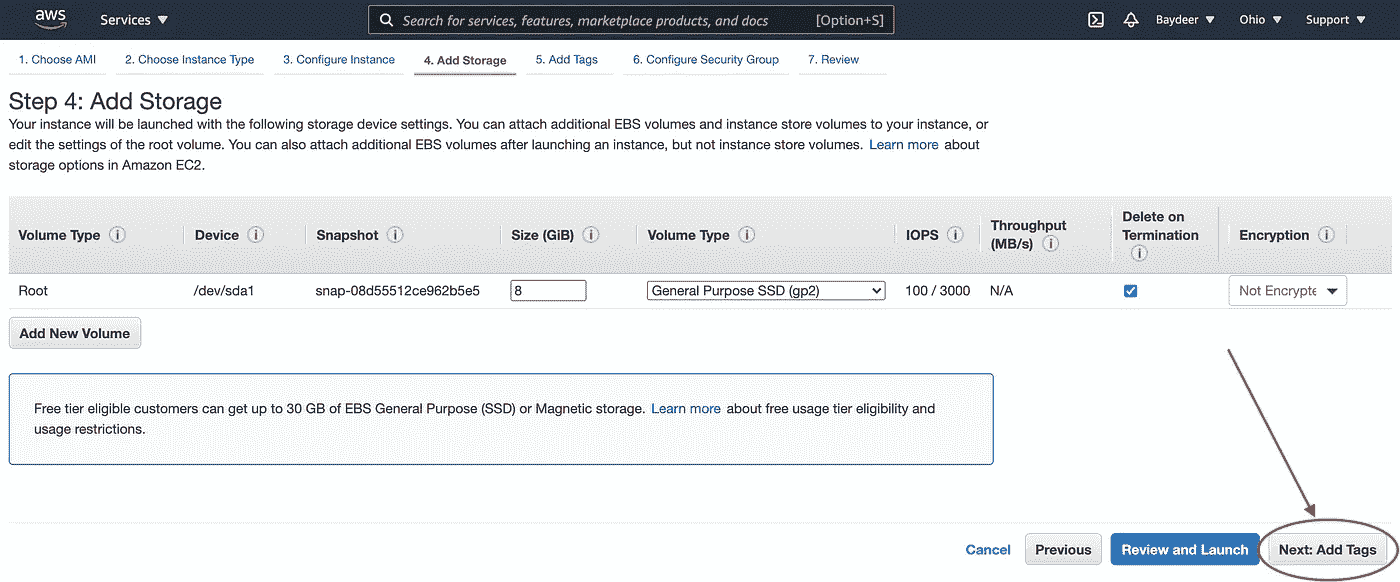 aws Services Search for services, features, marketplace products, and docs [Option+S] Baydeer Ohio Support
1. Choose AMI 2. Choose Instance Type 3. Configure Instance 4. Add Storage 5. Add Tags 6. Configure Security Group 7. Review
Step 4: Add Storage
Your instance will be launched with the following storage device settings. You can attach additional EBS volumes and instance store volumes to your instance, or
edit the settings of the root volume. You can also attach additional EBS volumes after launching an instance, but not instance store volumes. Learn more about
storage options in Amazon EC2.
Volume Type i Device i Snapshot i Size (GiB) i Volume Type i IOPS i Throughput (MB/s) i Delete on Termination i Encryption i
Root /dev/sda1 snap-08d55512ce962b5e5 8 General Purpose SSD (gp2) 100 / 3000 N/A Not Encrypte
Add New Volume
Free tier eligible customers can get up to 30 GB of EBS General Purpose (SSD) or Magnetic storage. Learn more about free usage tier eligibility and
usage restrictions.
Cancel Previous Review and Launch Next: Add Tags